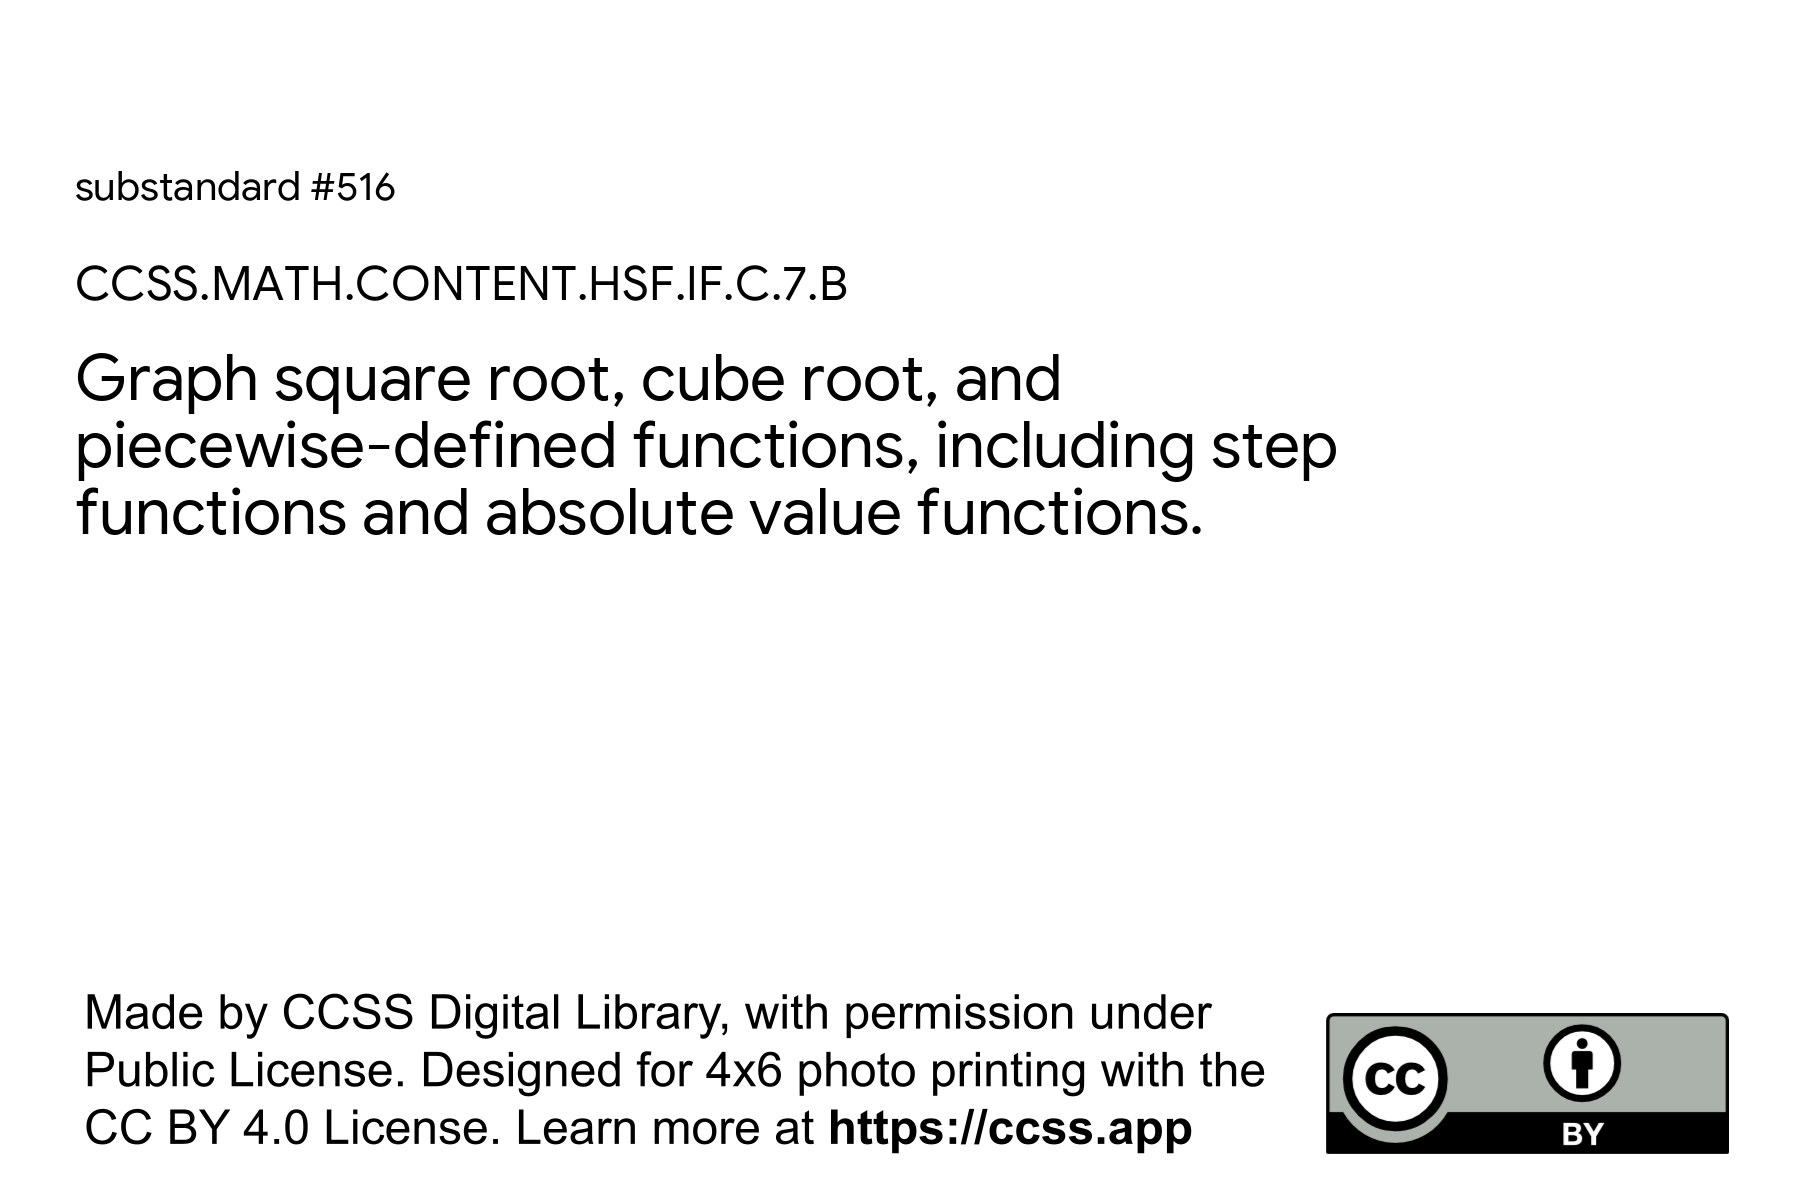 substandard #516
CCSS.MATH.CONTENT.HSF.IF.C.7.B
Graph square root, cube root, and
piecewise-defined functions, including step
functions and absolute value functions.
Made by CCSS Digital Library, with permission under
Public License. Designed for 4x6 photo printing with the
CC BY 4.0 License. Learn more at https://ccss.app
CC
BY